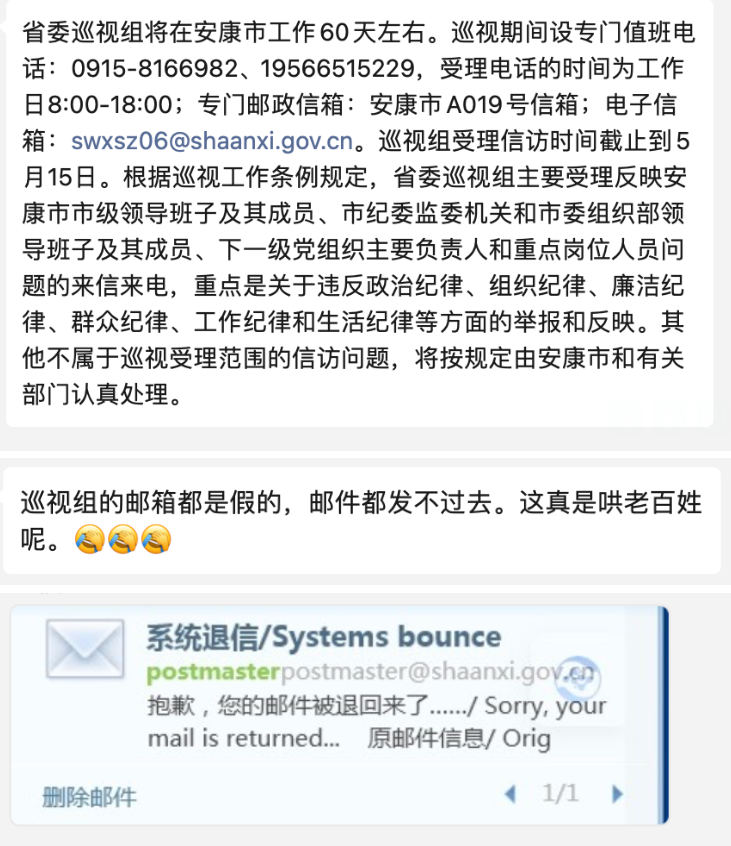 省委巡视组将在安康市工作60天左右。巡视期间设专门值班电
话：0915-8166982、19566515229，受理电话的时间为工作
日8:00-18:00；专门邮政信箱：安康市A019号信箱；电子信
箱：swxsz06@shaanxi.gov.cn。巡视组受理信访时间截止到5
月15日。根据巡视工作条例规定，省委巡视组主要受理反映安
康市市级领导班子及其成员、市纪委监委机关和市委组织部领
导班子及其成员、下一级党组织主要负责人和重点岗位人员问
题的来信来电，重点是关于违反政治纪律、组织纪律、廉洁纪
律、群众纪律、工作纪律和生活纪律等方面的举报和反映。其
他不属于巡视受理范围的信访问题，将按规定由安康市和有关
部门认真处理。
巡视组的邮箱都是假的，邮件都发不过去。这真是哄老百姓
呢。🤣🤣🤣
系统退信/Systems bounce
postmasterpostmaster@shaanxi.gov.cn
抱歉，您的邮件被退回来了……/ Sorry, your
mail is returned... 原邮件信息/ Orig
删除邮件 1/1